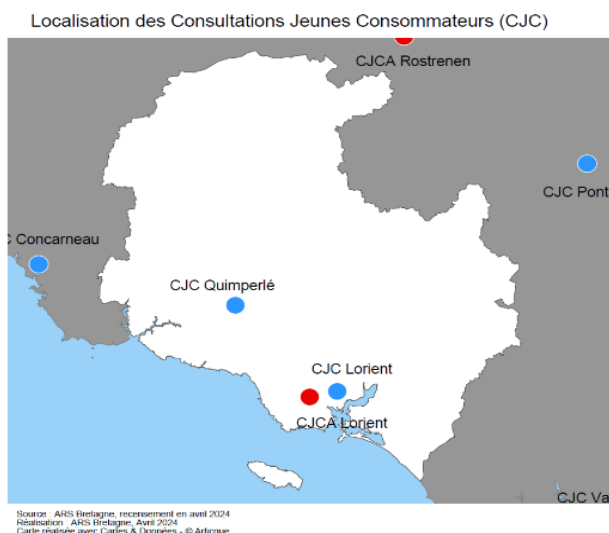 Localisation des Consultations Jeunes Consommateurs (CJC)
CJCA Rostrenen
CJC Pont
C Concarneau
CJC Quimperlé
CJC Lorient
CJCA Lorient
CJC Va
Source : ARS Bretagne, recensement en avril 2024
Réalisation : ARS Bretagne, Avril 2024
Carte réalisée avec Cartes & Données - © Articque